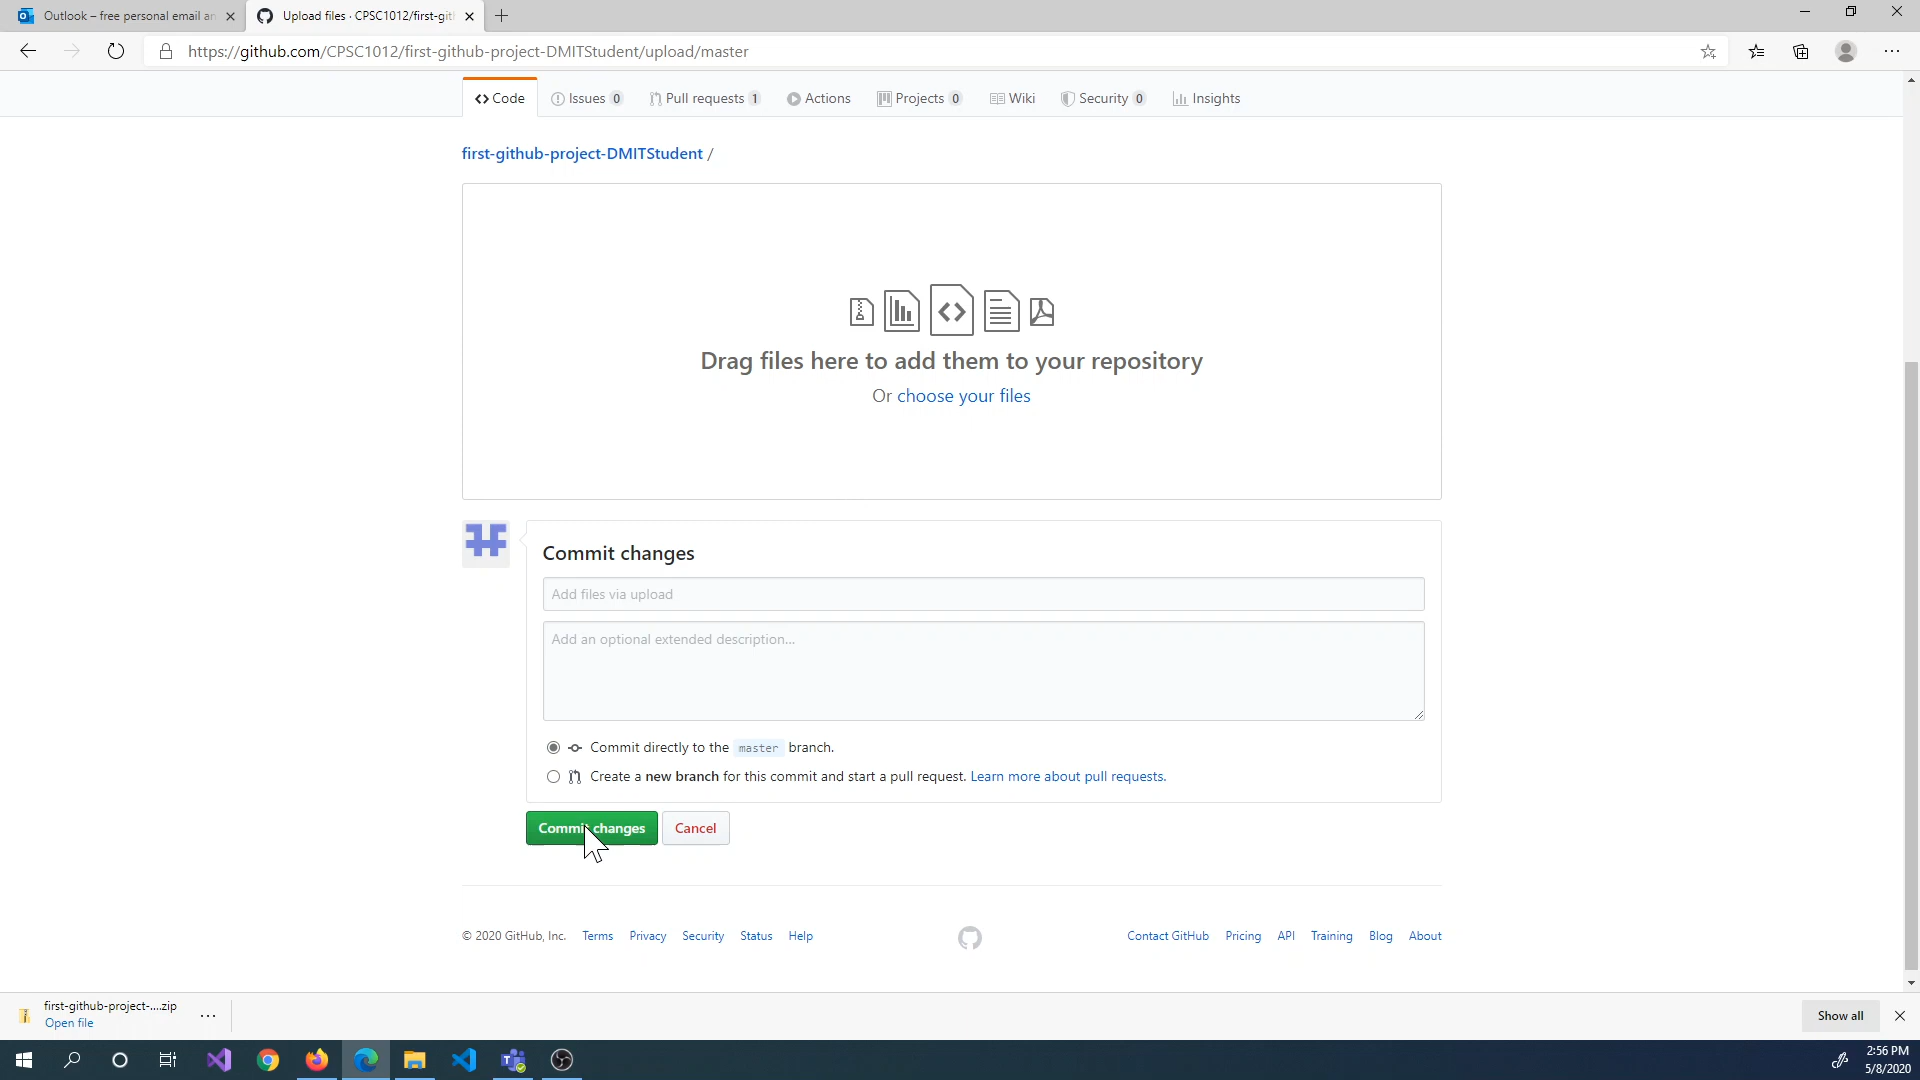 Outlook – free personal email an
Upload files · CPSC1012/first-gith
https://github.com/CPSC1012/first-github-project-DMITStudent/upload/master
Code
Issues 0
Pull requests 1
Actions
Projects 0
Wiki
Security 0
Insights
first-github-project-DMITStudent /
Drag files here to add them to your repository
Or choose your files
Commit changes
Add files via upload
Add an optional extended description...
Commit directly to the master branch.
Create a new branch for this commit and start a pull request. Learn more about pull requests.
Commit changes
Cancel
© 2020 GitHub, Inc. Terms Privacy Security Status Help
Contact GitHub Pricing API Training Blog About
first-github-project-....zip
Open file
Show all
2:56 PM
5/8/2020